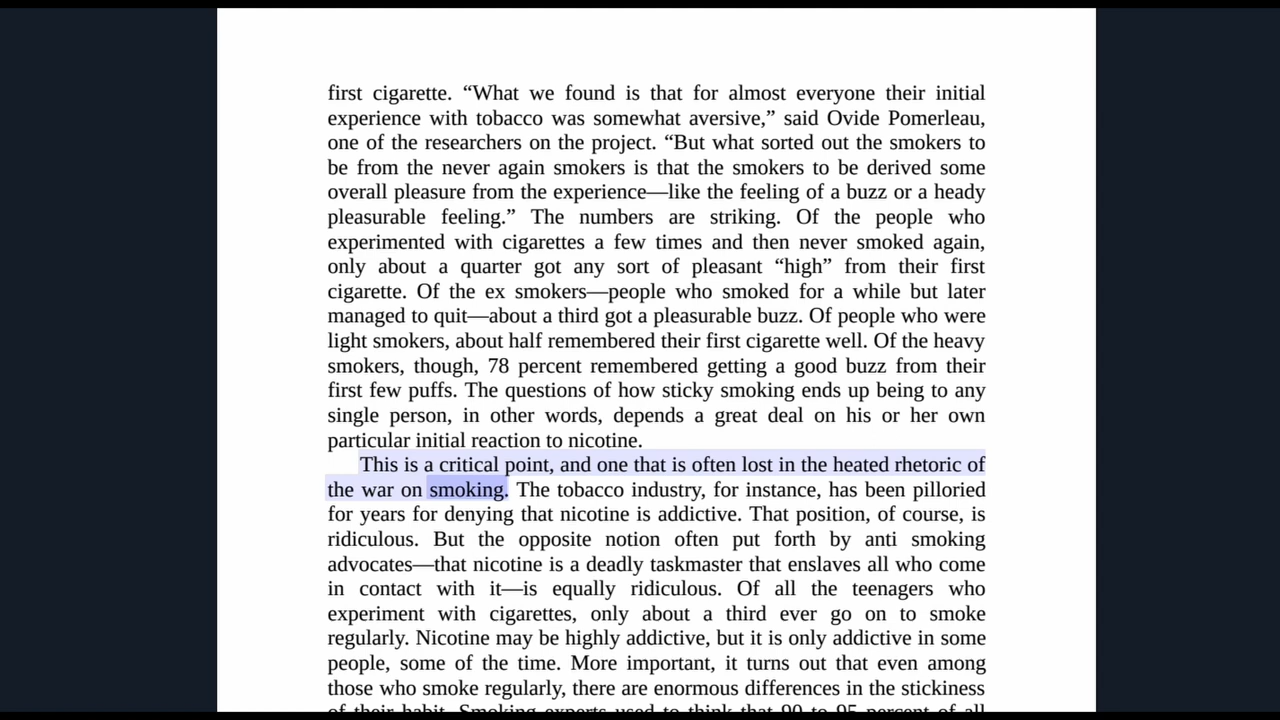 first cigarette. “What we found is that for almost everyone their initial
experience with tobacco was somewhat aversive,” said Ovide Pomerleau,
one of the researchers on the project. “But what sorted out the smokers to
be from the never again smokers is that the smokers to be derived some
overall pleasure from the experience—like the feeling of a buzz or a heady
pleasurable feeling.” The numbers are striking. Of the people who
experimented with cigarettes a few times and then never smoked again,
only about a quarter got any sort of pleasant “high” from their first
cigarette. Of the ex smokers—people who smoked for a while but later
managed to quit—about a third got a pleasurable buzz. Of people who were
light smokers, about half remembered their first cigarette well. Of the heavy
smokers, though, 78 percent remembered getting a good buzz from their
first few puffs. The questions of how sticky smoking ends up being to any
single person, in other words, depends a great deal on his or her own
particular initial reaction to nicotine.
This is a critical point, and one that is often lost in the heated rhetoric of
the war on smoking. The tobacco industry, for instance, has been pilloried
for years for denying that nicotine is addictive. That position, of course, is
ridiculous. But the opposite notion often put forth by anti smoking
advocates—that nicotine is a deadly taskmaster that enslaves all who come
in contact with it—is equally ridiculous. Of all the teenagers who
experiment with cigarettes, only about a third ever go on to smoke
regularly. Nicotine may be highly addictive, but it is only addictive in some
people, some of the time. More important, it turns out that even among
those who smoke regularly, there are enormous differences in the stickiness
of their habit. Smoking experts used to think that 90 to 95 percent of all